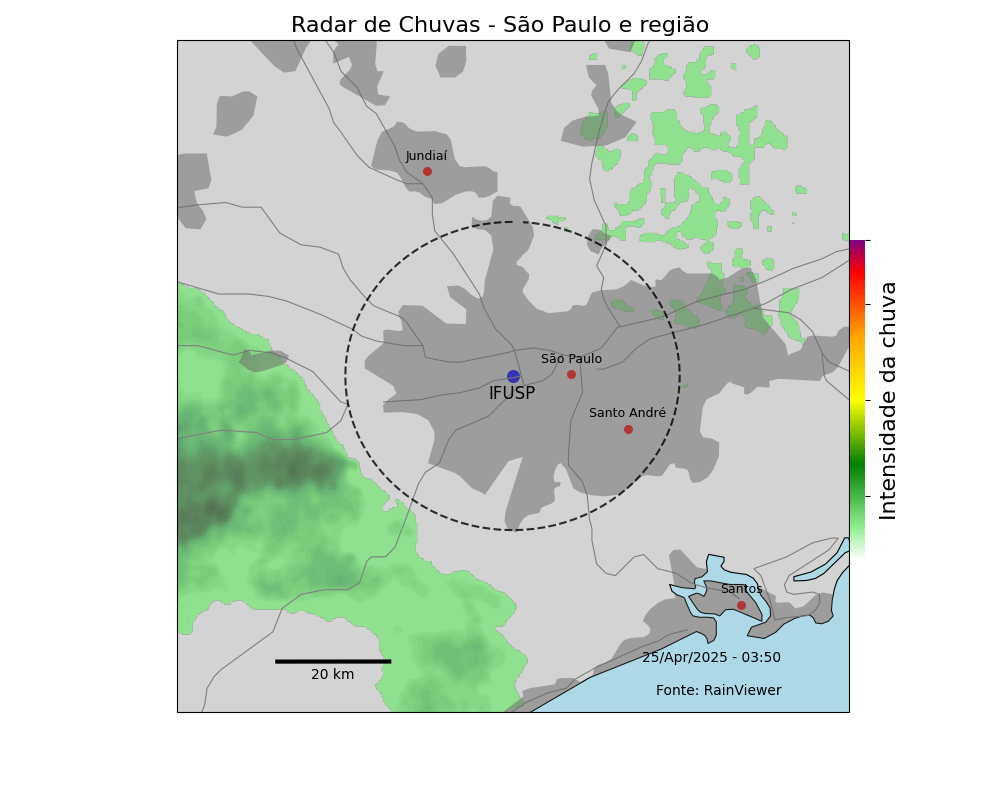 Radar de Chuvas - São Paulo e região
Jundiaí
São Paulo
IFUSP
Santo André
Intensidade da chuva
Santos
25/Apr/2025 - 03:50
20 km
Fonte: RainViewer